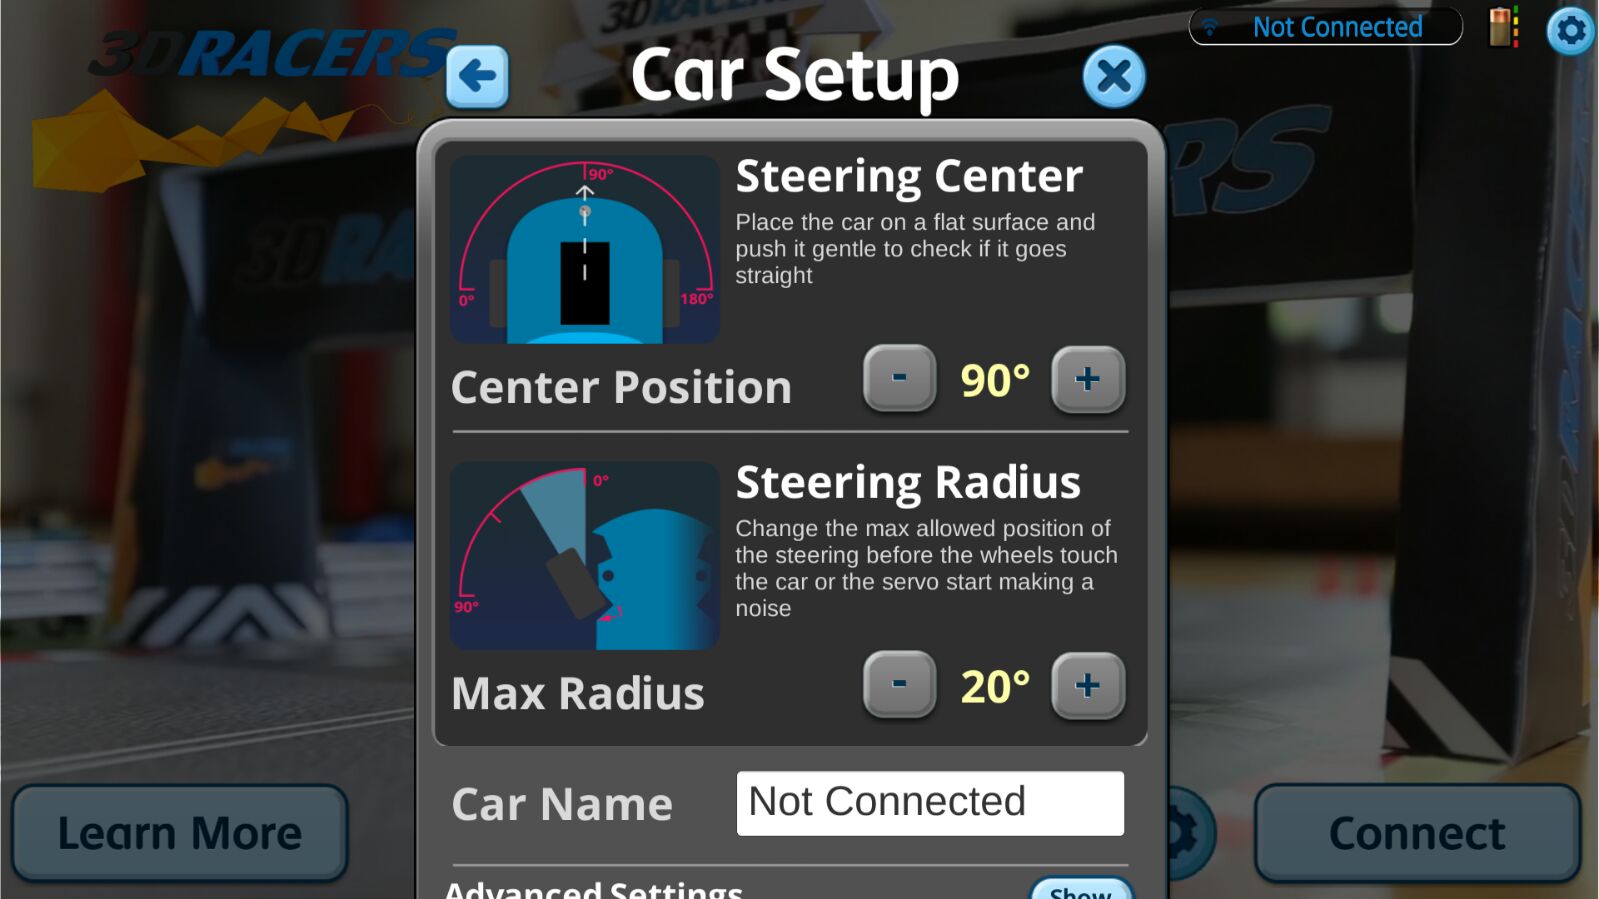 3DRACERS
3DRACERS
2014
Not Connected
Car Setup
90°
0°
180°
Steering Center
Place the car on a flat surface and
push it gentle to check if it goes
straight
Center Position
-
90°
+
0°
90°
Steering Radius
Change the max allowed position of
the steering before the wheels touch
the car or the servo start making a
noise
Max Radius
-
20°
+
Car Name
Not Connected
Learn More
Connect
Advanced Settings
Show